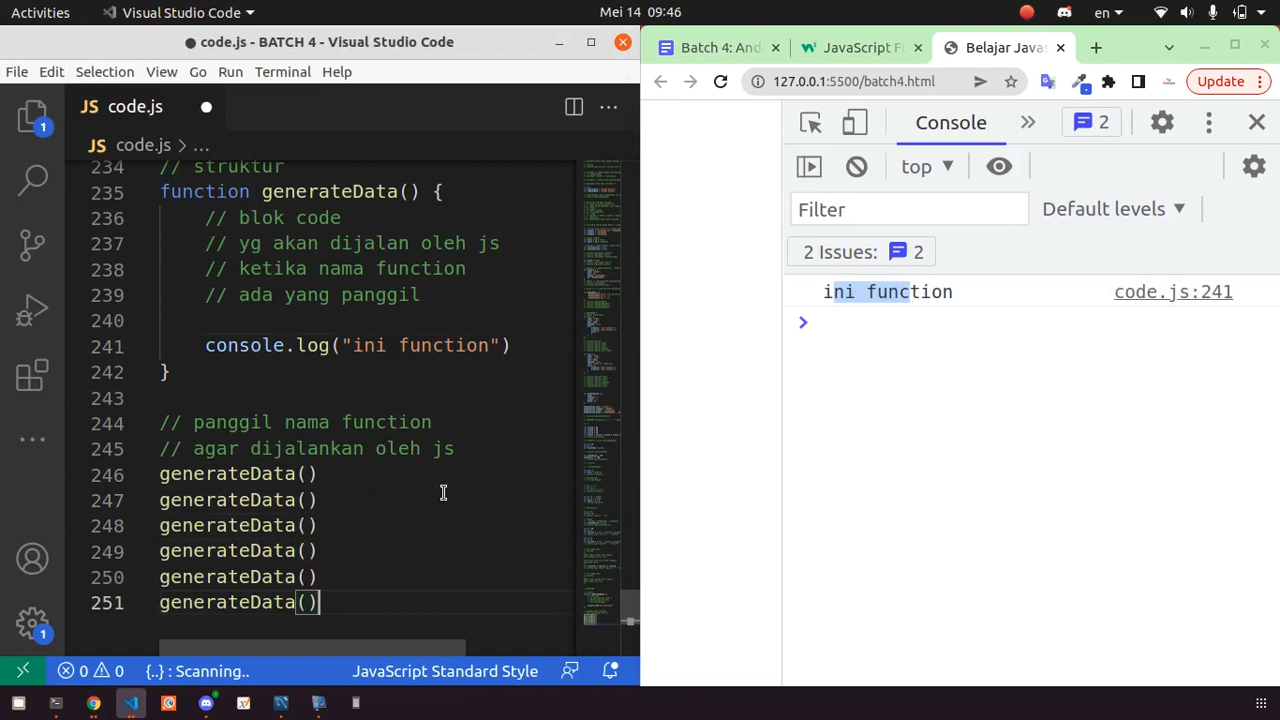 Activities
Visual Studio Code
Mei 14 09:46
en
code.js - BATCH 4 - Visual Studio Code
File Edit Selection View Go Run Terminal Help
JS code.js
JS code.js > ...
234 // struktur
235 function generateData() {
236 // blok code
237 // yg akan dijalan oleh js
238 // ketika nama function
239 // ada yang panggil
240
241 console.log("ini function")
242 }
243
244 // panggil nama function
245 // agar dijalankan oleh js
246 generateData()
247 generateData()
248 generateData()
249 generateData()
250 generateData()
251 generateData()
1
1
0 0 {..} : Scanning..
JavaScript Standard Style
Batch 4: And
JavaScript Fu
Belajar Javas
127.0.0.1:5500/batch4.html
Update
Console
2
top
Filter
Default levels
2 Issues: 2
ini function code.js:241